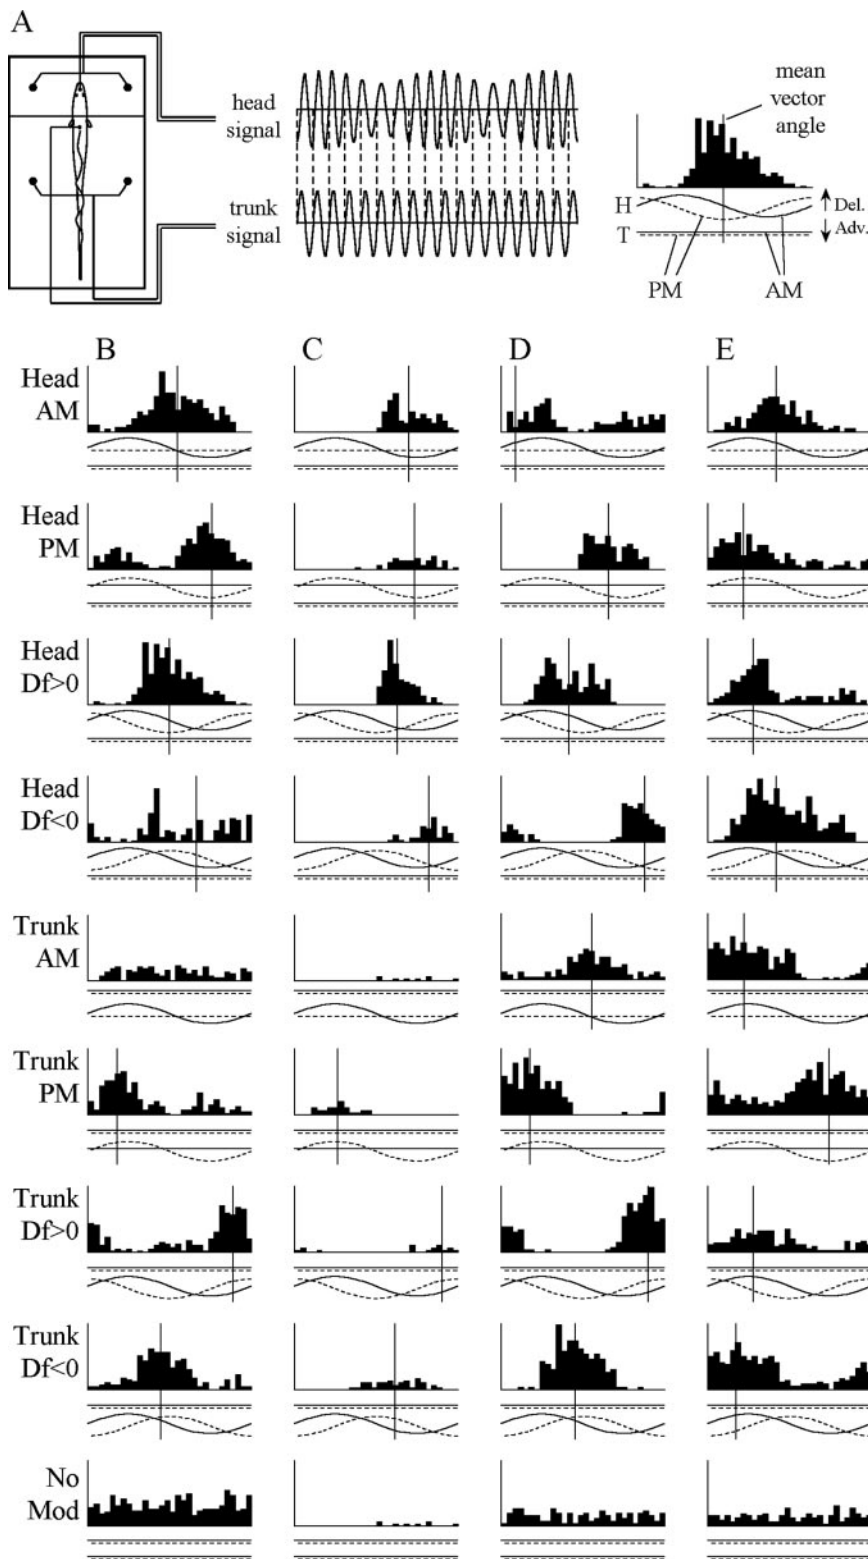 A
head
signal
trunk
signal
mean
vector
angle
H
T
Del.
Adv.
PM
AM
B
C
D
E
Head
AM
Head
PM
Head
Df>0
Head
Df<0
Trunk
AM
Trunk
PM
Trunk
Df>0
Trunk
Df<0
No
Mod